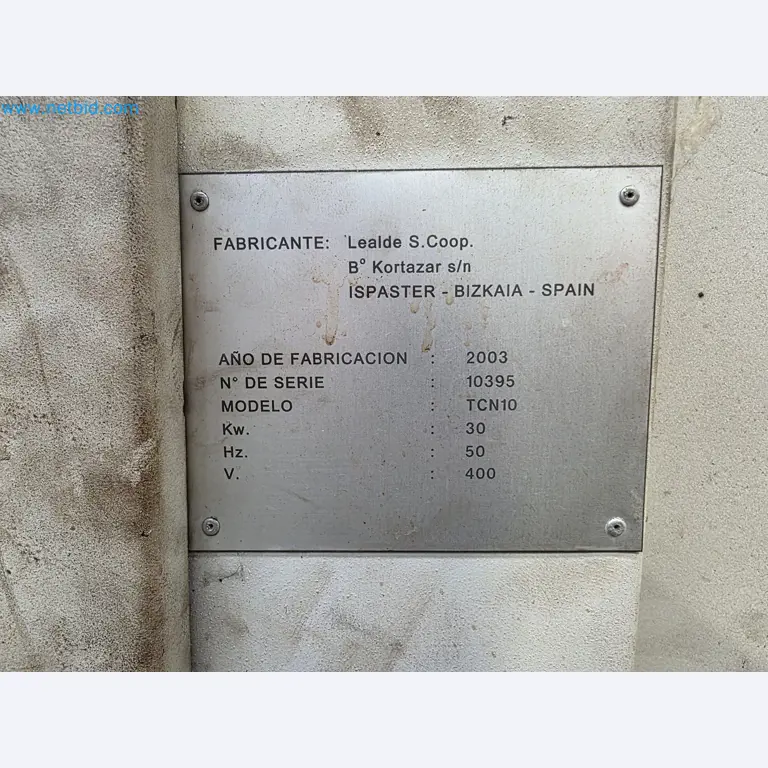 www.netbid.com
FABRICANTE: Lealde S.Coop.
Bº Kortazar s/n
ISPASTER - BIZKAIA - SPAIN
AÑO DE FABRICACION : 2003
N° DE SERIE : 10395
MODELO : TCN10
Kw. : 30
Hz. : 50
V. : 400